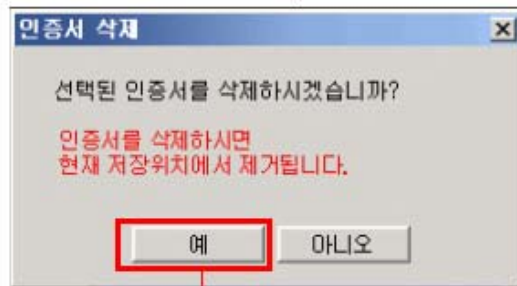 인증서 삭제
선택된 인증서를 삭제하시겠습니까?
인증서를 삭제하시면
현재 저장위치에서 제거됩니다.
예
아니오